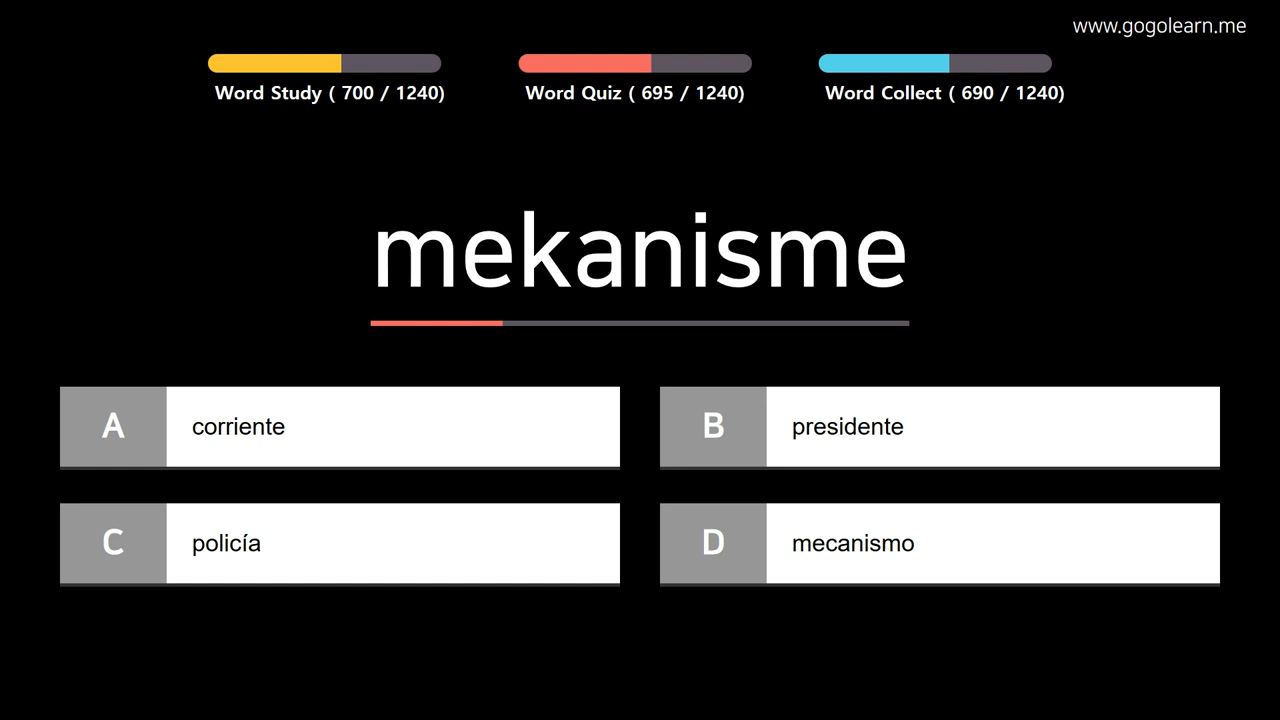 www.gogolearn.me
Word Study ( 700 / 1240)
Word Quiz ( 695 / 1240)
Word Collect ( 690 / 1240)
mekanisme
A corriente
B presidente
C policía
D mecanismo